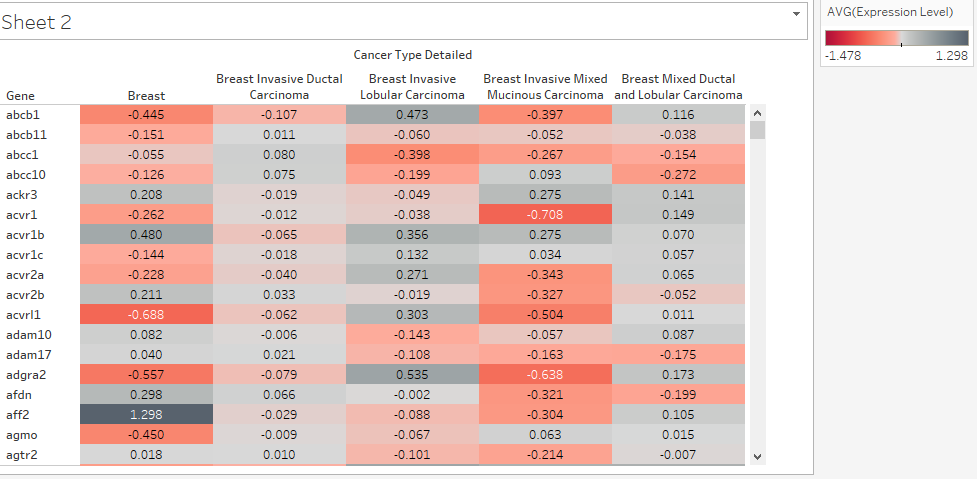 Sheet 2
AVG(Expression Level)
-1.478 1.298
Cancer Type Detailed
Breast Invasive Ductal Breast Invasive Breast Invasive Mixed Breast Mixed Ductal
Gene Breast Carcinoma Lobular Carcinoma Mucinous Carcinoma and Lobular Carcinoma
abcb1 -0.445 -0.107 0.473 -0.397 0.116
abcb11 -0.151 0.011 -0.060 -0.052 -0.038
abcc1 -0.055 0.080 -0.398 -0.267 -0.154
abcc10 -0.126 0.075 -0.199 0.093 -0.272
ackr3 0.208 -0.019 -0.049 0.275 0.141
acvr1 -0.262 -0.012 -0.038 -0.708 0.149
acvr1b 0.480 -0.065 0.356 0.275 0.070
acvr1c -0.144 -0.018 0.132 0.034 0.057
acvr2a -0.228 -0.040 0.271 -0.343 0.065
acvr2b 0.211 0.033 -0.019 -0.327 -0.052
acvrl1 -0.688 -0.062 0.303 -0.504 0.011
adam10 0.082 -0.006 -0.143 -0.057 0.087
adam17 0.040 0.021 -0.108 -0.163 -0.175
adgra2 -0.557 -0.079 0.535 -0.638 0.173
afdn 0.298 0.066 -0.002 -0.321 -0.199
aff2 1.298 -0.029 -0.088 -0.304 0.105
agmo -0.450 -0.009 -0.067 0.063 0.015
agtr2 0.018 0.010 -0.101 -0.214 -0.007